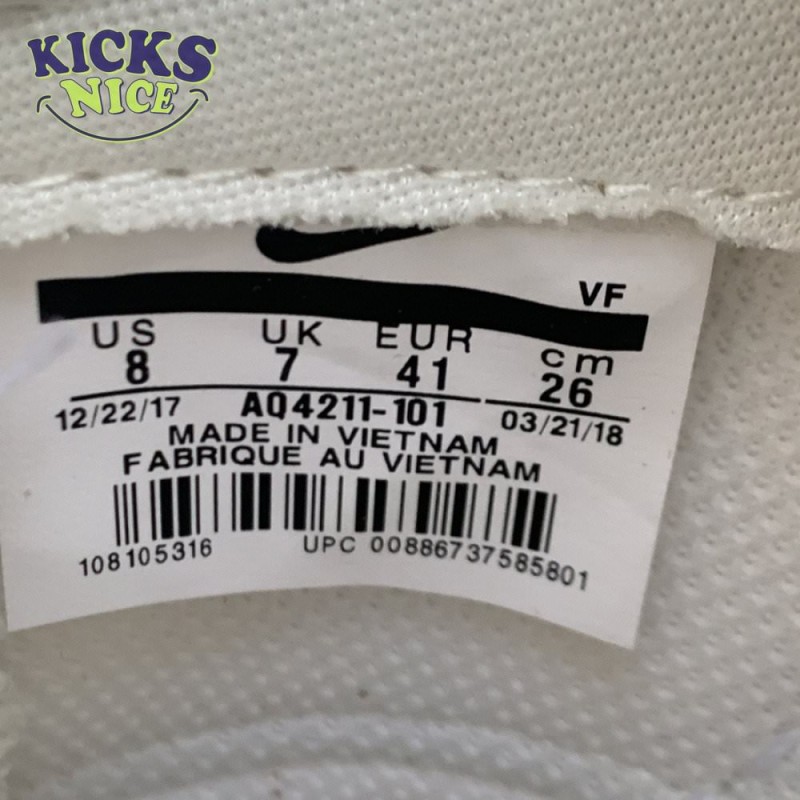 KICKS
NICE
VF
US UK EUR cm
8 7 41 26
12/22/17 AQ4211-101 03/21/18
MADE IN VIETNAM
FABRIQUE AU VIETNAM
108105316 UPC 00886737585801